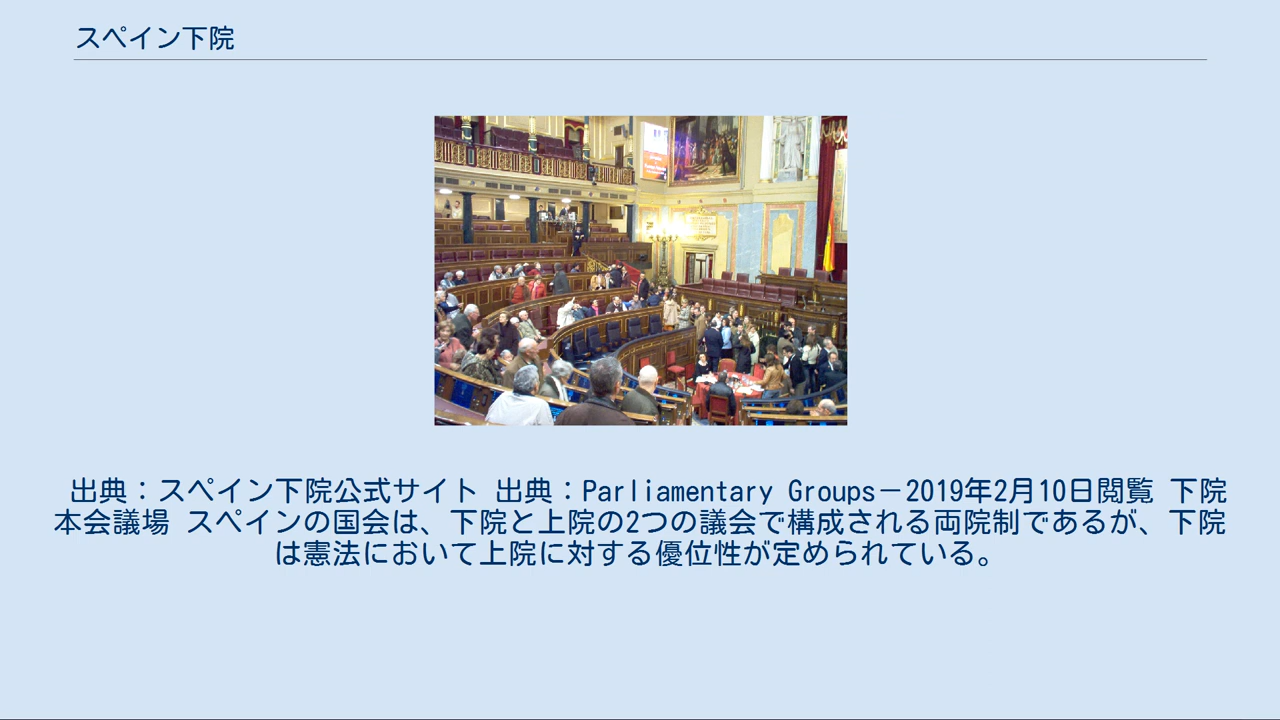 スペイン下院
出典：スペイン下院公式サイト 出典：Parliamentary Groups－2019年2月10日閲覧 下院
本会議場 スペインの国会は、下院と上院の2つの議会で構成される両院制であるが、下院
は憲法において上院に対する優位性が定められている。